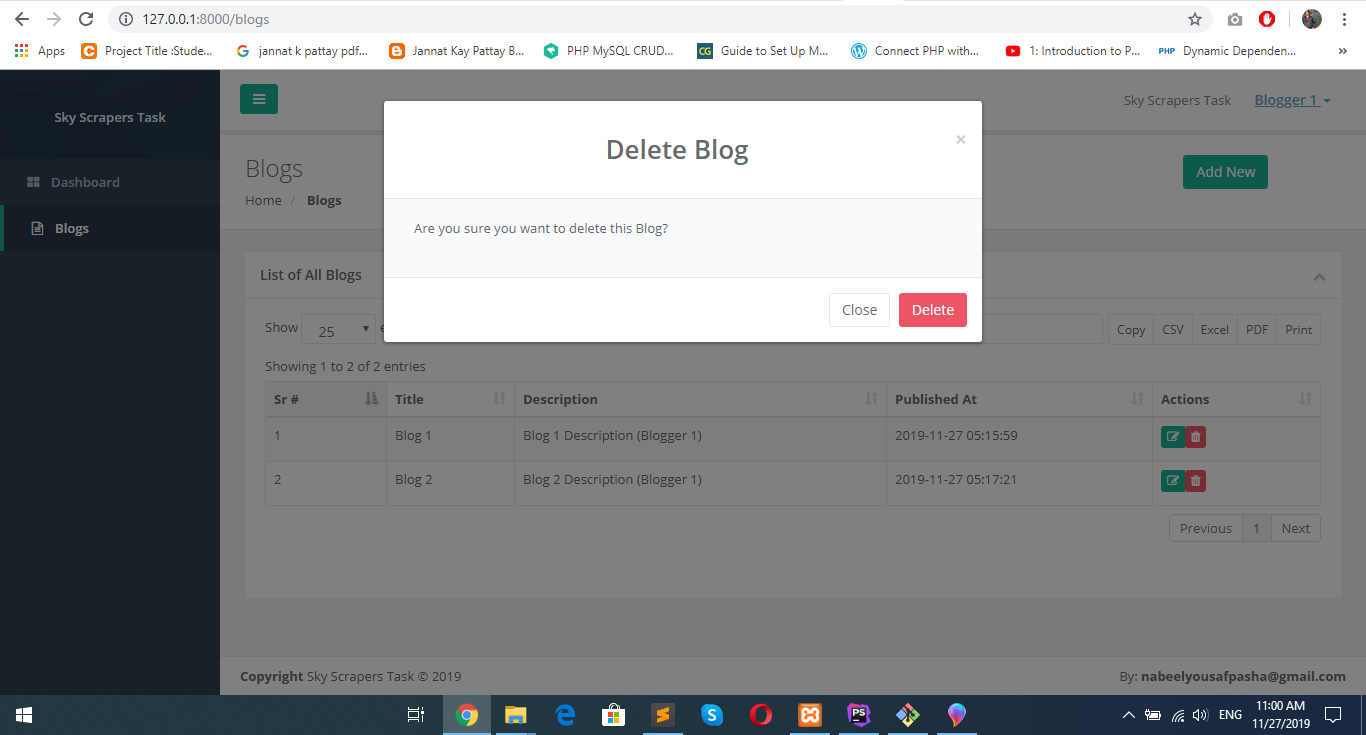 127.0.0.1:8000/blogs
Apps
Project Title :Stude...
jannat k pattay pdf...
Jannat Kay Pattay B...
PHP MySQL CRUD...
CG
Guide to Set Up M...
Connect PHP with...
1: Introduction to P...
PHP
Dynamic Dependen...
»
Sky Scrapers Task
Sky Scrapers Task
Blogger 1
Dashboard
Blogs
Blogs
Home / Blogs
Add New
Delete Blog
×
Are you sure you want to delete this Blog?
Close
Delete
List of All Blogs
Show 25 e
Copy CSV Excel PDF Print
Showing 1 to 2 of 2 entries
Sr # Title Description Published At Actions
1 Blog 1 Blog 1 Description (Blogger 1) 2019-11-27 05:15:59
2 Blog 2 Blog 2 Description (Blogger 1) 2019-11-27 05:17:21
Previous 1 Next
Copyright Sky Scrapers Task © 2019
By: nabeelyousafpasha@gmail.com
PS
ENG
11:00 AM
11/27/2019